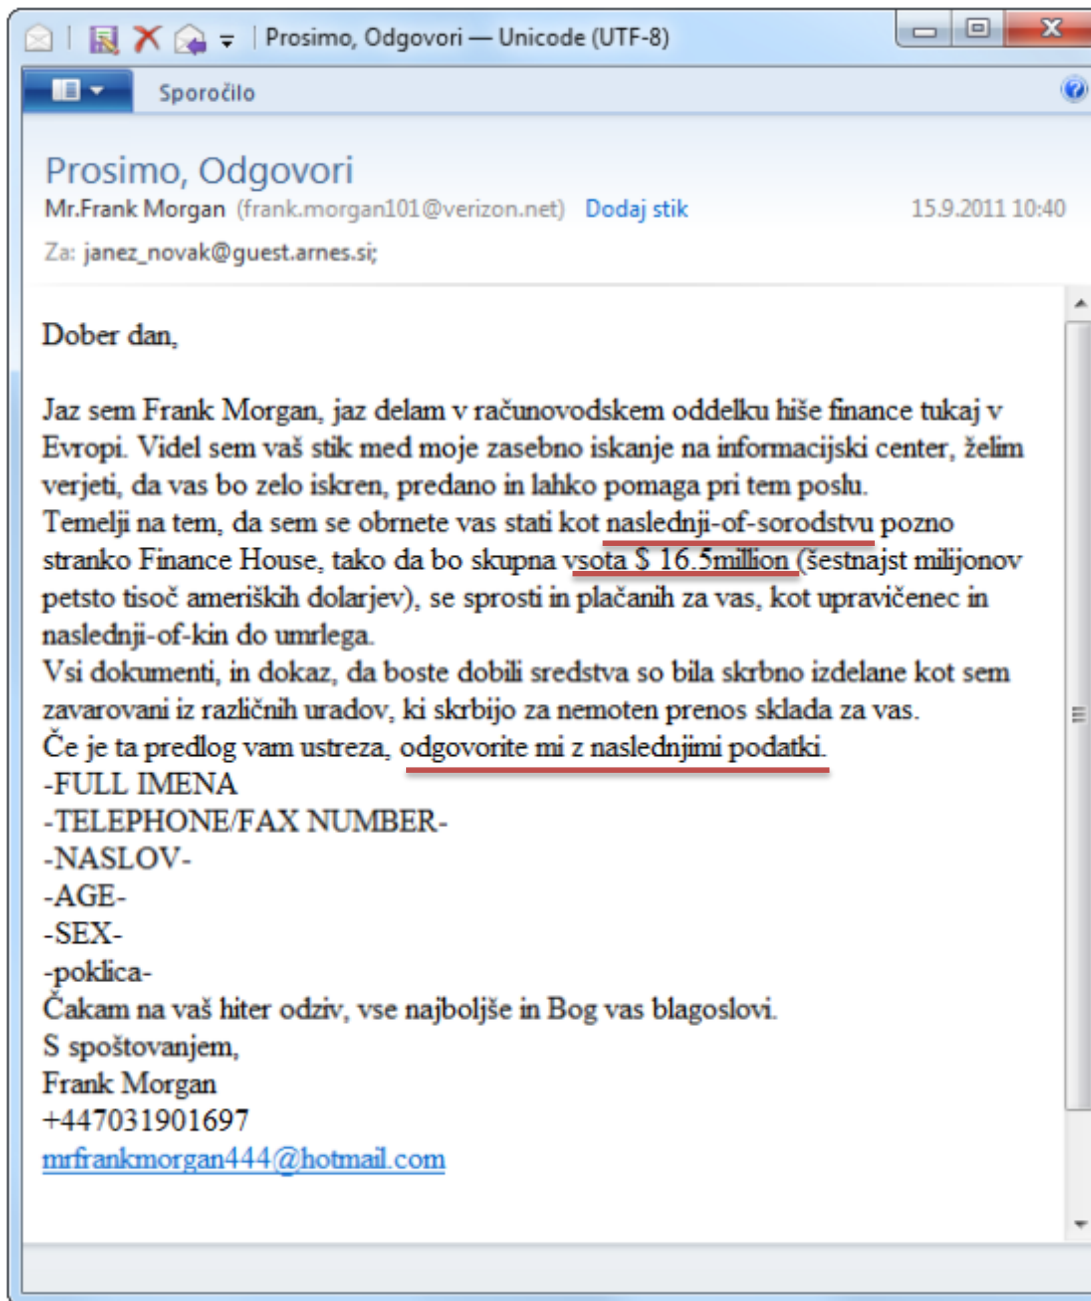 Prosimo, Odgovori — Unicode (UTF-8)
Sporočilo
Prosimo, Odgovori
Mr.Frank Morgan (frank.morgan101@verizon.net) Dodaj stik 15.9.2011 10:40
Za: janez_novak@guest.arnes.si;
Dober dan,
Jaz sem Frank Morgan, jaz delam v računovodskem oddelku hiše finance tukaj v
Evropi. Videl sem vaš stik med moje zasebno iskanje na informacijski center, želim
verjeti, da vas bo zelo iskren, predano in lahko pomaga pri tem poslu.
Temelji na tem, da sem se obrnete vas stati kot naslednji-of-sorodstvu pozno
stranko Finance House, tako da bo skupna vsota $ 16.5million (šestnajst milijonov
petsto tisoč ameriških dolarjev), se sprosti in plačanih za vas, kot upravičenec in
naslednji-of-kin do umrlega.
Vsi dokumenti, in dokaz, da boste dobili sredstva so bila skrbno izdelane kot sem
zavarovani iz različnih uradov, ki skrbijo za nemoten prenos sklada za vas.
Če je ta predlog vam ustreza, odgovorite mi z naslednjimi podatki.
-FULL IMENA
-TELEPHONE/FAX NUMBER-
-NASLOV-
-AGE-
-SEX-
-poklica-
Čakam na vaš hiter odziv, vse najboljše in Bog vas blagoslovi.
S spoštovanjem,
Frank Morgan
+447031901697
mrfrankmorgan444@hotmail.com